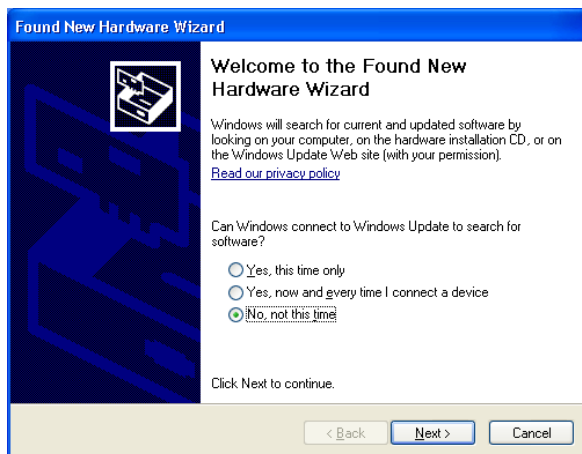 Found New Hardware Wizard
Welcome to the Found New
Hardware Wizard
Windows will search for current and updated software by
looking on your computer, on the hardware installation CD, or on
the Windows Update Web site (with your permission).
Read our privacy policy
Can Windows connect to Windows Update to search for
software?
Yes, this time only
Yes, now and every time I connect a device
No, not this time
Click Next to continue.
< Back
Next >
Cancel